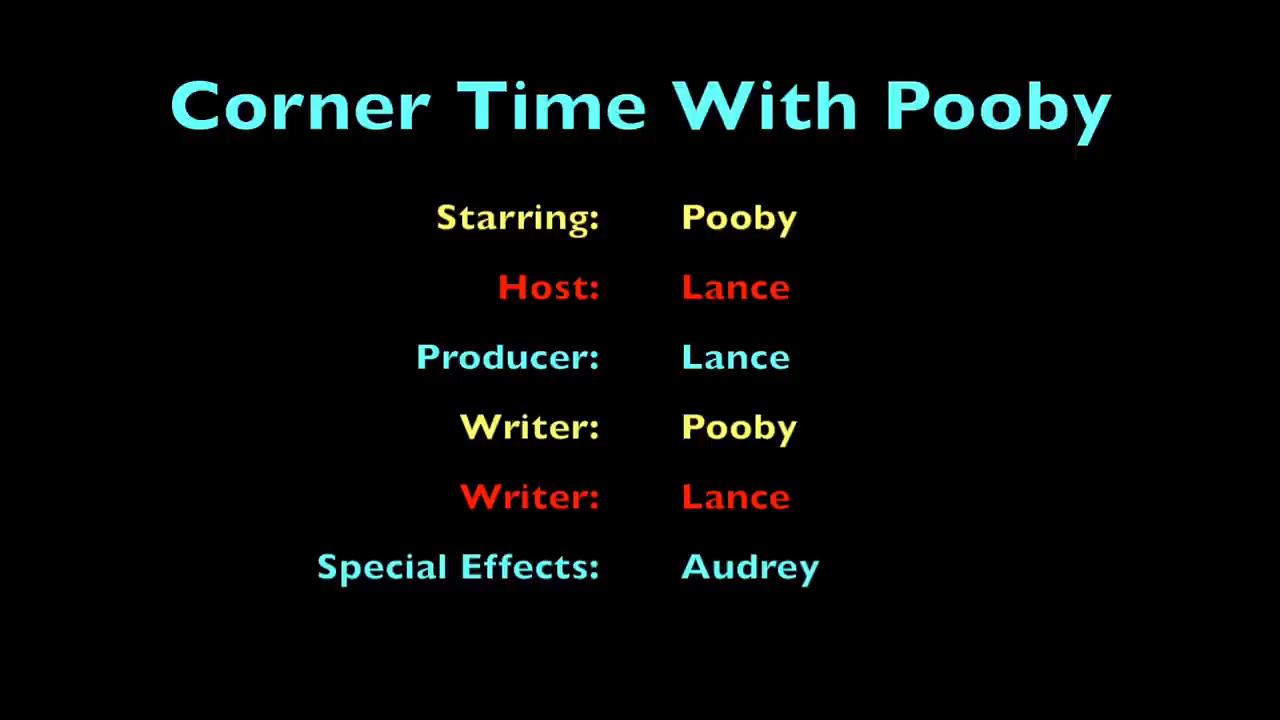 Corner Time With Pooby
Starring: Pooby
Host: Lance
Producer: Lance
Writer: Pooby
Writer: Lance
Special Effects: Audrey